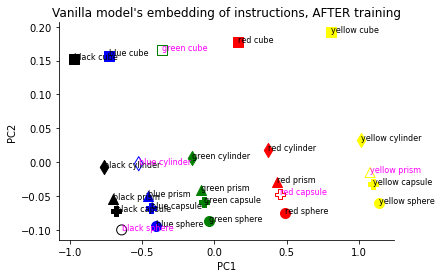 Vanilla model's embedding of instructions, AFTER training
yellow cube
0.20
red cube
green cube
blue cube
black cube
0.15
0.10
PC2
0.05
yellow cylinder
red cylinder
green cylinder
blue cylinder
black cylinder
0.00
yellow prism
yellow capsule
red prism
green prism
red capsule
blue prism
black prism
−0.05
green capsule
yellow sphere
blue capsule
black capsule
red sphere
green sphere
blue sphere
black sphere
−0.10
−1.0
−0.5
0.0
0.5
1.0
PC1